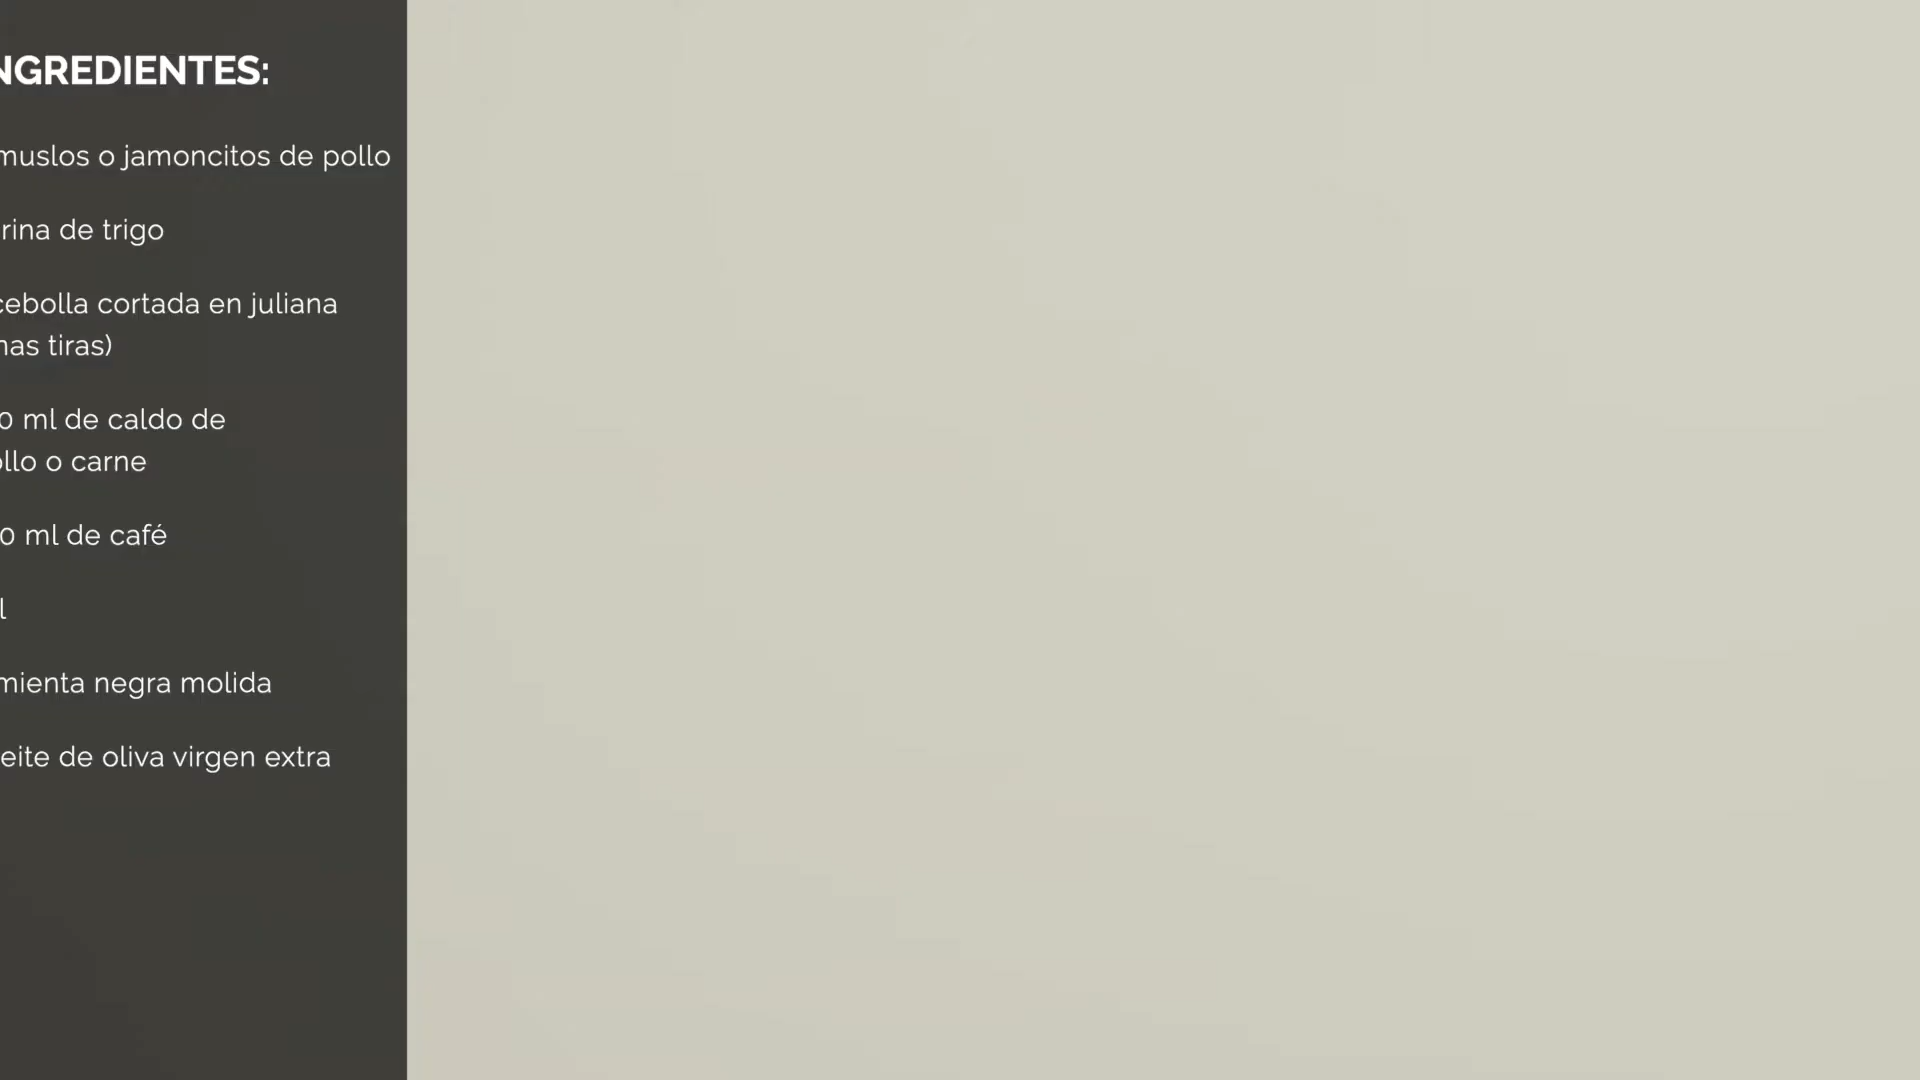 NGREDIENTES:
muslos o jamoncitos de pollo
rina de trigo
cebolla cortada en juliana
nas tiras)
0 ml de caldo de
ollo o carne
0 ml de café
l
mienta negra molida
eite de oliva virgen extra